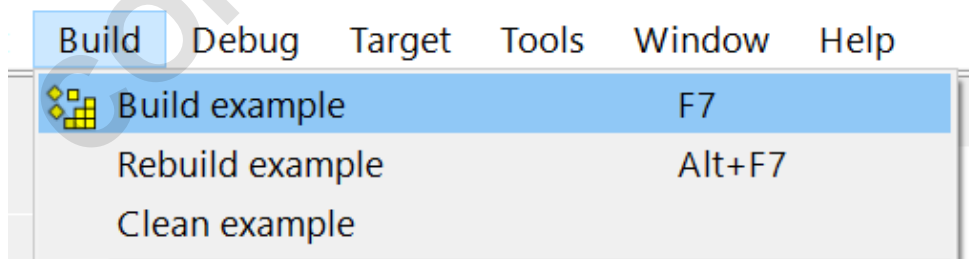 Build Debug Target Tools Window Help
Build example F7
Rebuild example Alt+F7
Clean example